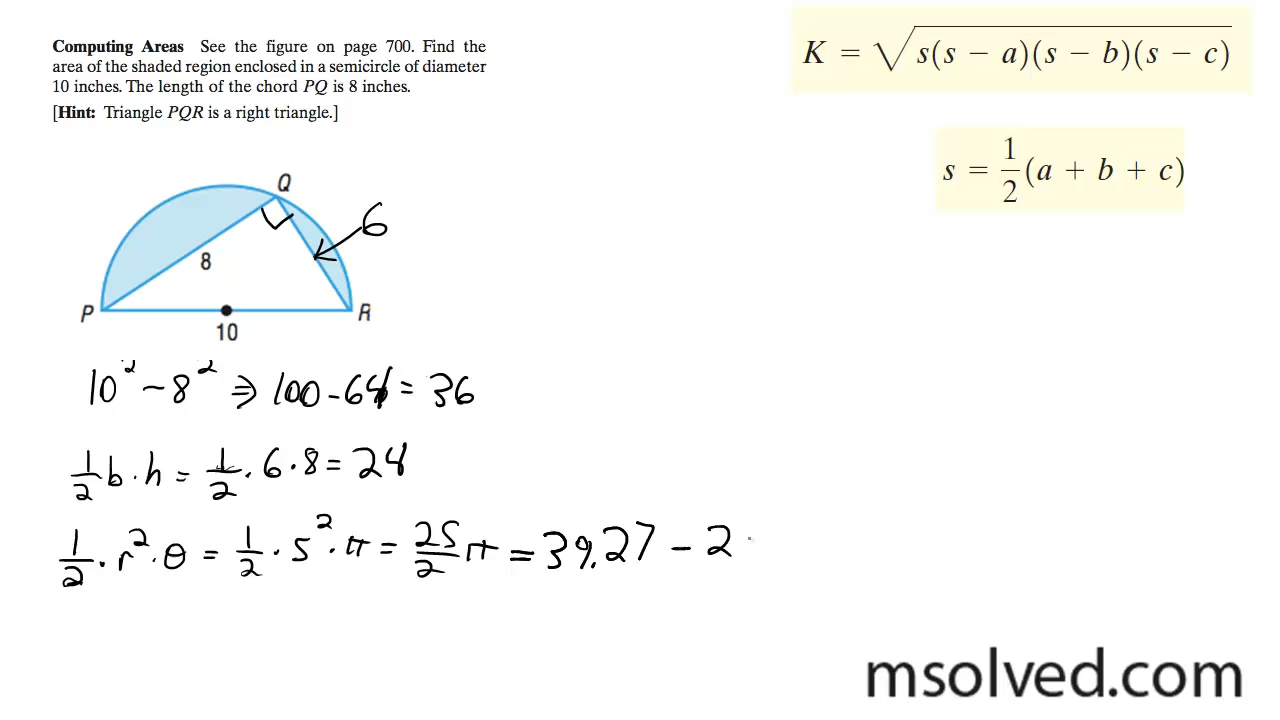 Computing Areas See the figure on page 700. Find the
area of the shaded region enclosed in a semicircle of diameter
10 inches. The length of the chord PQ is 8 inches.
[Hint: Triangle PQR is a right triangle.]
K = √s(s − a)(s − b)(s − c)
s = 1/2(a + b + c)
Q
6
8
P
R
10
10² − 8² ⇒ 100 − 64 = 36
1/2 b · h = 1/2 · 6 · 8 = 24
1/2 · r² · θ = 1/2 · 5² · π = 25/2 π = 39.27 − 2
msolved.com